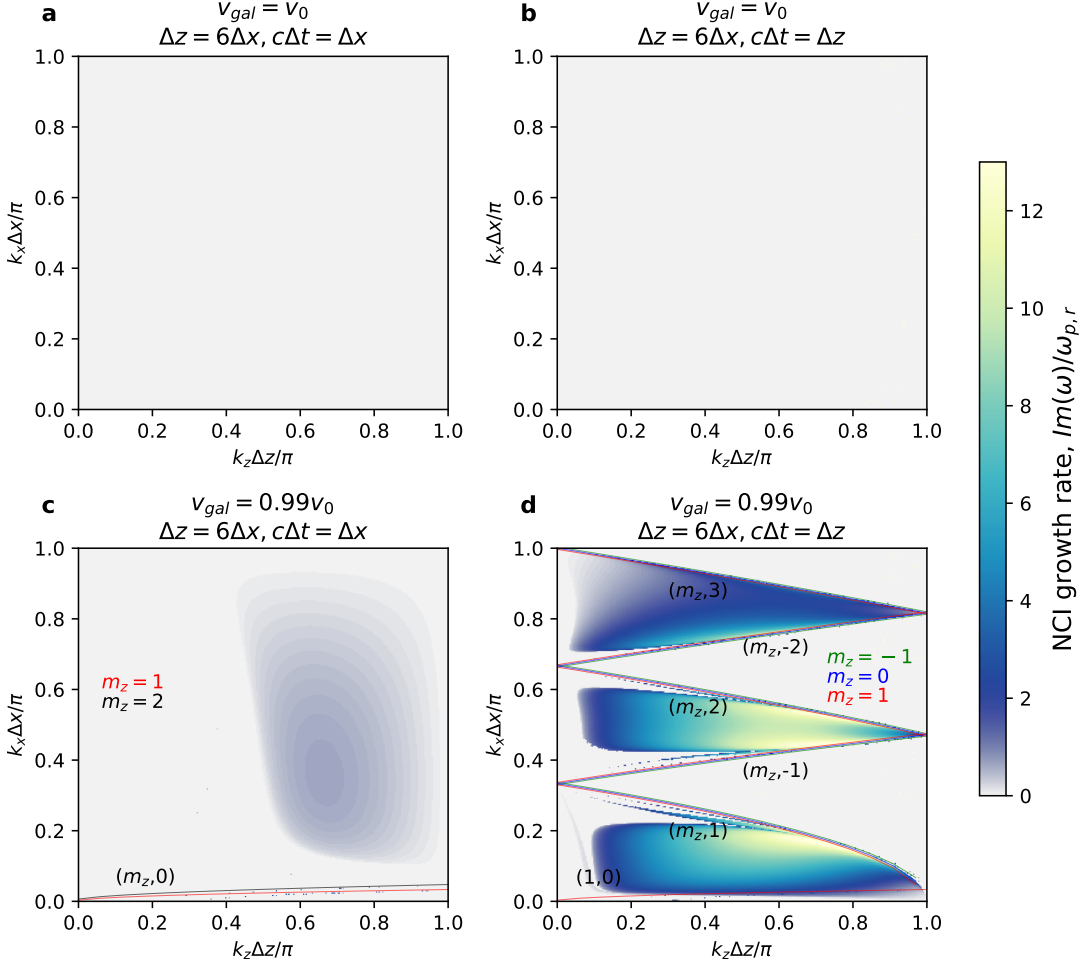 a
v_gal = v_0
Δz = 6Δx, cΔt = Δx
1.0
0.8
0.6
0.4
0.2
0.0
k_xΔx/π
0.0 0.2 0.4 0.6 0.8 1.0
k_zΔz/π
b
v_gal = v_0
Δz = 6Δx, cΔt = Δz
1.0
0.8
0.6
0.4
0.2
0.0
k_xΔx/π
0.0 0.2 0.4 0.6 0.8 1.0
k_zΔz/π
c
v_gal = 0.99v_0
Δz = 6Δx, cΔt = Δx
1.0
0.8
0.6
0.4
0.2
0.0
k_xΔx/π
m_z = 1
m_z = 2
(m_z,0)
0.0 0.2 0.4 0.6 0.8 1.0
k_zΔz/π
d
v_gal = 0.99v_0
Δz = 6Δx, cΔt = Δz
1.0
0.8
0.6
0.4
0.2
0.0
k_xΔx/π
(m_z,3)
(m_z,-2)
m_z = −1
m_z = 0
m_z = 1
(m_z,2)
(m_z,-1)
(m_z,1)
(1,0)
0.0 0.2 0.4 0.6 0.8 1.0
k_zΔz/π
12
10
8
6
4
2
0
NCI growth rate, Im(ω)/ω_p,r